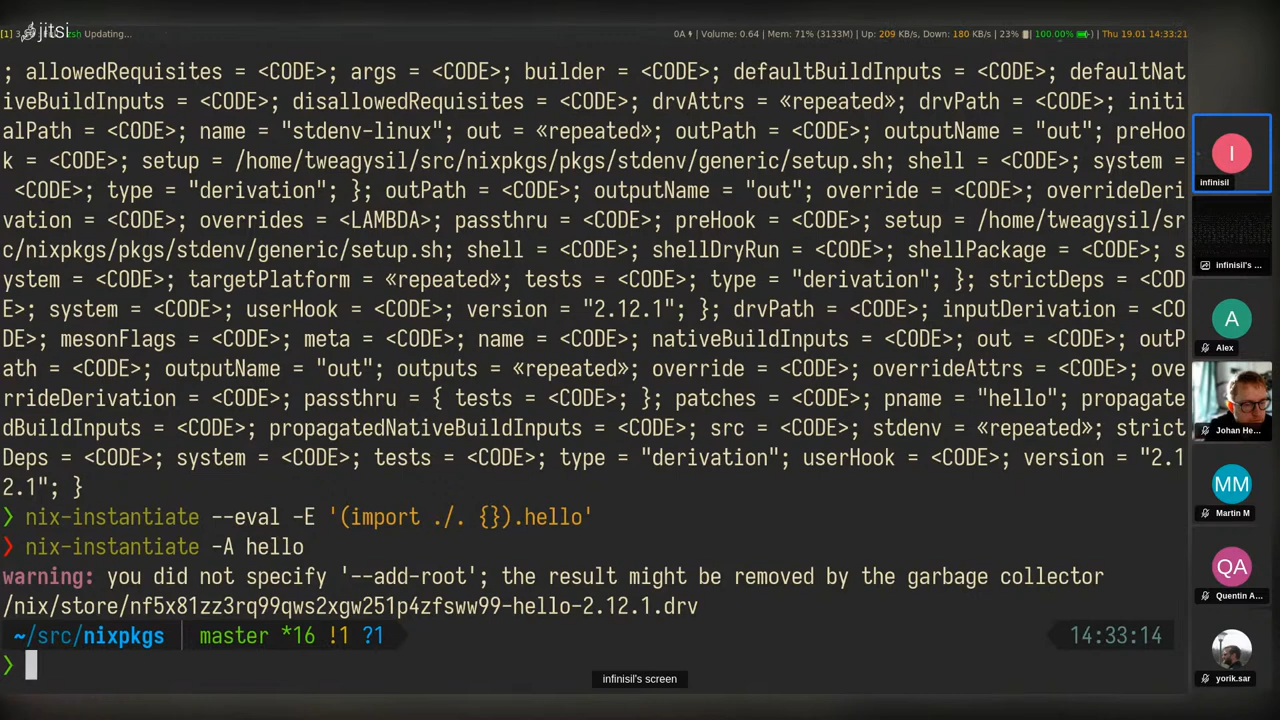 jitsi
[1] zsh Updating... 0A | Volume: 0.64 | Mem: 71% (3133M) | Up: 209 KB/s, Down: 180 KB/s | 23% | 100.00% | Thu 19.01 14:33:21
; allowedRequisites = <CODE>; args = <CODE>; builder = <CODE>; defaultBuildInputs = <CODE>; defaultNat
iveBuildInputs = <CODE>; disallowedRequisites = <CODE>; drvAttrs = «repeated»; drvPath = <CODE>; initi
alPath = <CODE>; name = "stdenv-linux"; out = «repeated»; outPath = <CODE>; outputName = "out"; preHoo
k = <CODE>; setup = /home/tweagysil/src/nixpkgs/pkgs/stdenv/generic/setup.sh; shell = <CODE>; system =
<CODE>; type = "derivation"; }; outPath = <CODE>; outputName = "out"; override = <CODE>; overrideDeri
vation = <CODE>; overrides = <LAMBDA>; passthru = <CODE>; preHook = <CODE>; setup = /home/tweagysil/sr
c/nixpkgs/pkgs/stdenv/generic/setup.sh; shell = <CODE>; shellDryRun = <CODE>; shellPackage = <CODE>; s
ystem = <CODE>; targetPlatform = «repeated»; tests = <CODE>; type = "derivation"; }; strictDeps = <COD
E>; system = <CODE>; userHook = <CODE>; version = "2.12.1"; }; drvPath = <CODE>; inputDerivation = <CO
DE>; mesonFlags = <CODE>; meta = <CODE>; name = <CODE>; nativeBuildInputs = <CODE>; out = <CODE>; outP
ath = <CODE>; outputName = "out"; outputs = «repeated»; override = <CODE>; overrideAttrs = <CODE>; ove
rrideDerivation = <CODE>; passthru = { tests = <CODE>; }; patches = <CODE>; pname = "hello"; propagate
dBuildInputs = <CODE>; propagatedNativeBuildInputs = <CODE>; src = <CODE>; stdenv = «repeated»; strict
Deps = <CODE>; system = <CODE>; tests = <CODE>; type = "derivation"; userHook = <CODE>; version = "2.1
2.1"; }
❯ nix-instantiate --eval -E '(import ./. {}).hello'
❯ nix-instantiate -A hello
warning: you did not specify '--add-root'; the result might be removed by the garbage collector
/nix/store/nf5x81zz3rq99qws2xgw251p4zfsww99-hello-2.12.1.drv
~/src/nixpkgs master *16 !1 ?1 14:33:14
❯
infinisil's screen
I
infinisil
infinisil's ...
A
Alex
Johan He...
MM
Martin M
QA
Quentin A...
yorik.sar